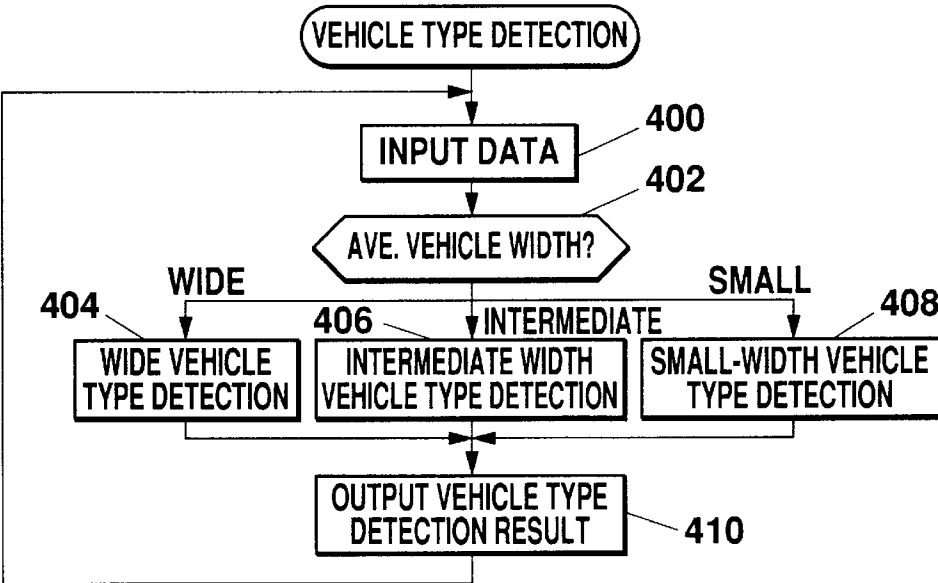 VEHICLE TYPE DETECTION
400
INPUT DATA
402
AVE. VEHICLE WIDTH?
WIDE
SMALL
404
406
INTERMEDIATE
408
WIDE VEHICLE
TYPE DETECTION
INTERMEDIATE WIDTH
VEHICLE TYPE DETECTION
SMALL-WIDTH VEHICLE
TYPE DETECTION
OUTPUT VEHICLE TYPE
DETECTION RESULT
410